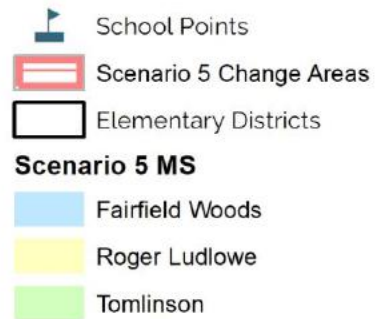 School Points
Scenario 5 Change Areas
Elementary Districts
Scenario 5 MS
Fairfield Woods
Roger Ludlowe
Tomlinson